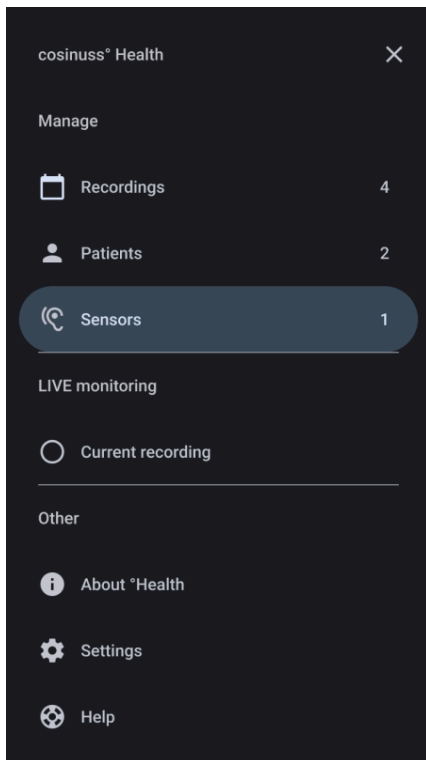 cosinuss° Health
Manage
Recordings 4
Patients 2
Sensors 1
LIVE monitoring
Current recording
Other
About °Health
Settings
Help